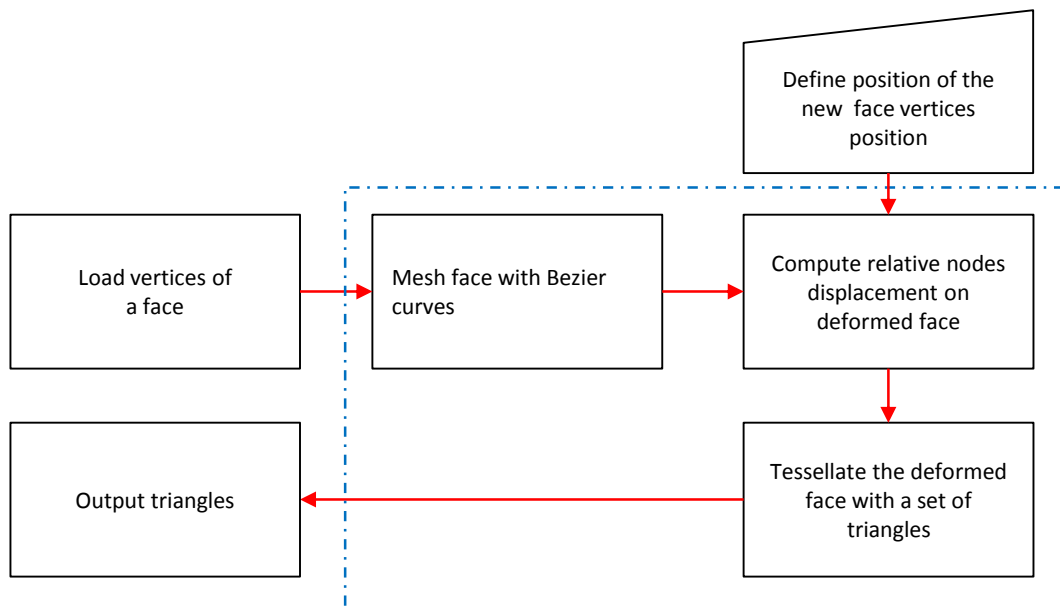 Define position of the
new  face vertices
position
Load vertices of
a face
Mesh face with Bezier
curves
Compute relative nodes
displacement on
deformed face
Output triangles
Tessellate the deformed
face with a set of
triangles